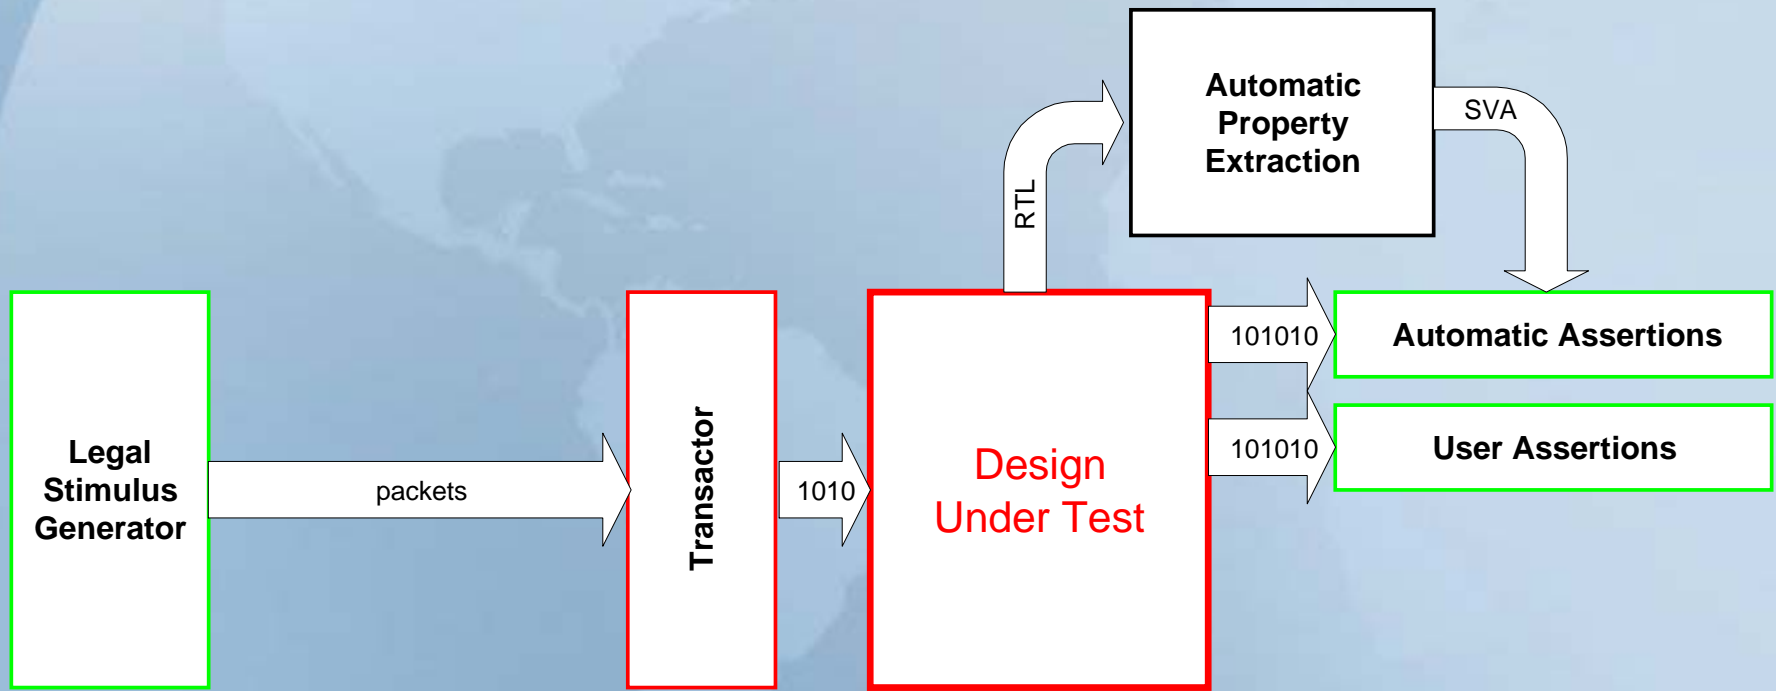 Automatic
Property
Extraction
SVA
RTL
Legal
Stimulus
Generator
packets
Transactor
1010
Design
Under Test
101010
Automatic Assertions
101010
User Assertions